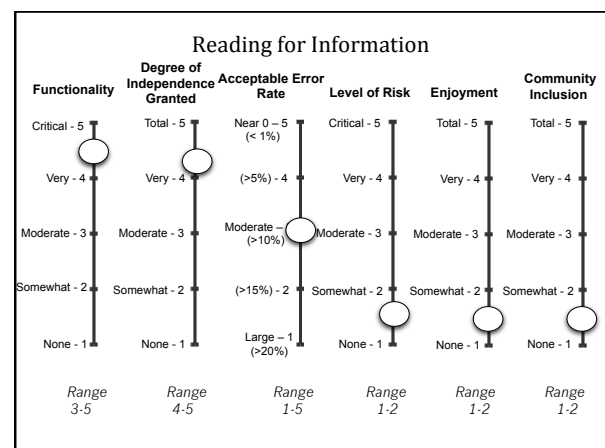 Reading for Information
Functionality
Degree of
Independence
Granted
Acceptable Error
Rate
Level of Risk
Enjoyment
Community
Inclusion
Critical - 5
Very - 4
Moderate - 3
Somewhat - 2
None - 1
Total - 5
Very - 4
Moderate - 3
Somewhat - 2
None - 1
Near 0 – 5
(< 1%)
(>5%) - 4
Moderate –
(>10%)
(>15%) - 2
Large – 1
(>20%)
Critical - 5
Very - 4
Moderate - 3
Somewhat - 2
None - 1
Total - 5
Very - 4
Moderate - 3
Somewhat - 2
None - 1
Total - 5
Very - 4
Moderate - 3
Somewhat - 2
None - 1
Range
3-5
Range
4-5
Range
1-5
Range
1-2
Range
1-2
Range
1-2